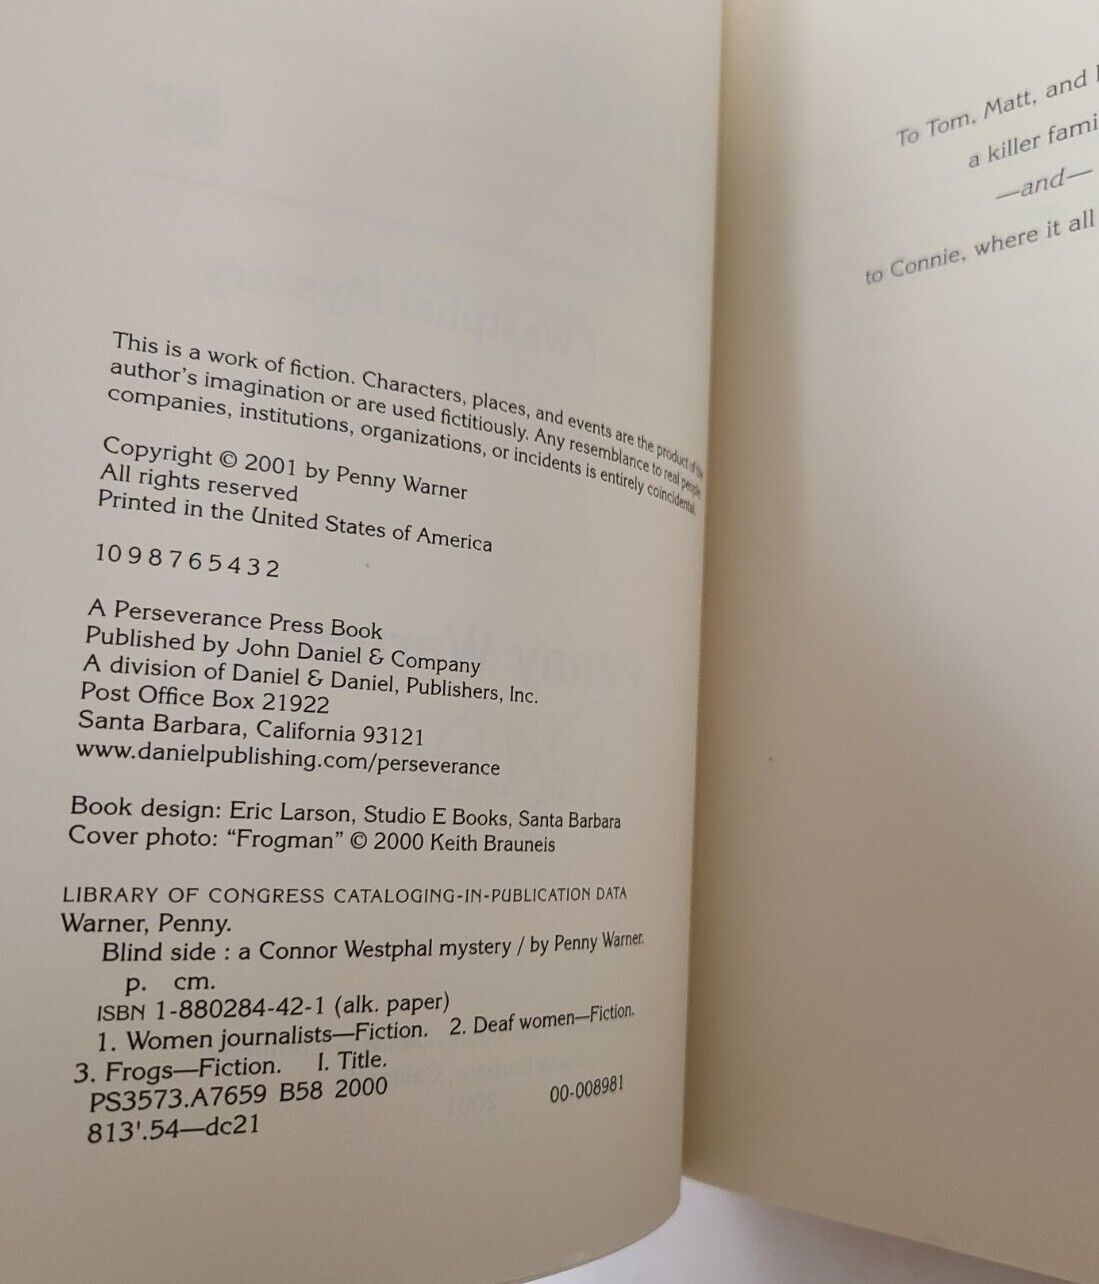 This is a work of fiction. Characters, places, and events are the product of the
author's imagination or are used fictitiously. Any resemblance to real people,
companies, institutions, organizations, or incidents is entirely coincidental.
Copyright © 2001 by Penny Warner
All rights reserved
Printed in the United States of America
10 9 8 7 6 5 4 3 2
A Perseverance Press Book
Published by John Daniel & Company
A division of Daniel & Daniel, Publishers, Inc.
Post Office Box 21922
Santa Barbara, California 93121
www.danielpublishing.com/perseverance
Book design: Eric Larson, Studio E Books, Santa Barbara
Cover photo: “Frogman” © 2000 Keith Brauneis
LIBRARY OF CONGRESS CATALOGING-IN-PUBLICATION DATA
Warner, Penny.
Blind side : a Connor Westphal mystery / by Penny Warner.
p. cm.
ISBN 1-880284-42-1 (alk. paper)
1. Women journalists—Fiction. 2. Deaf women—Fiction.
3. Frogs—Fiction. I. Title.
PS3573.A7659 B58 2000
00-008981
813'.54—dc21
To Tom, Matt, and
a killer fami
—and—
to Connie, where it all